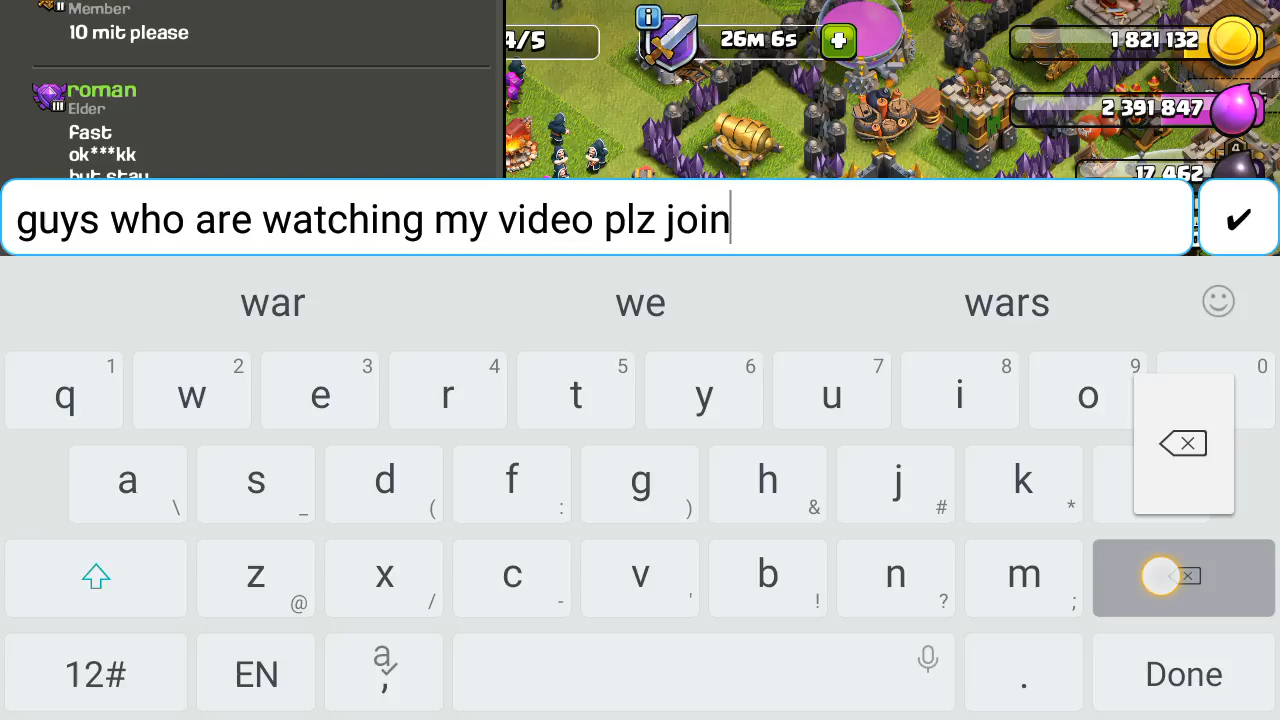 Member
10 mit please
roman
Elder
fast
ok***kk
but stay
4/5
26m 6s
1 821 132
2 391 847
17 462
guys who are watching my video plz join
war we wars
1 2 3 4 5 6 7 8 9 0
q w e r t y u i o
a s d f g h j k
\ _ ( : ) & # *
z x c v b n m
@ / - ' ! ? ;
12# EN a , . Done